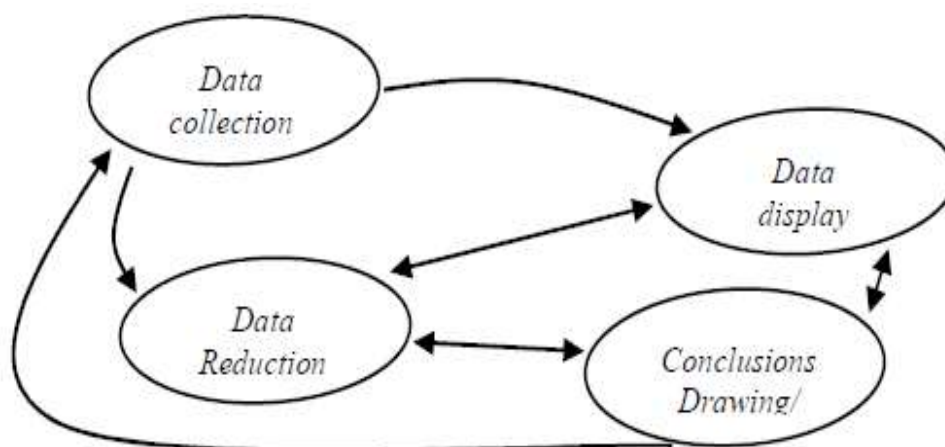 Data
collection
Data
display
Data
Reduction
Conclusions
Drawing/